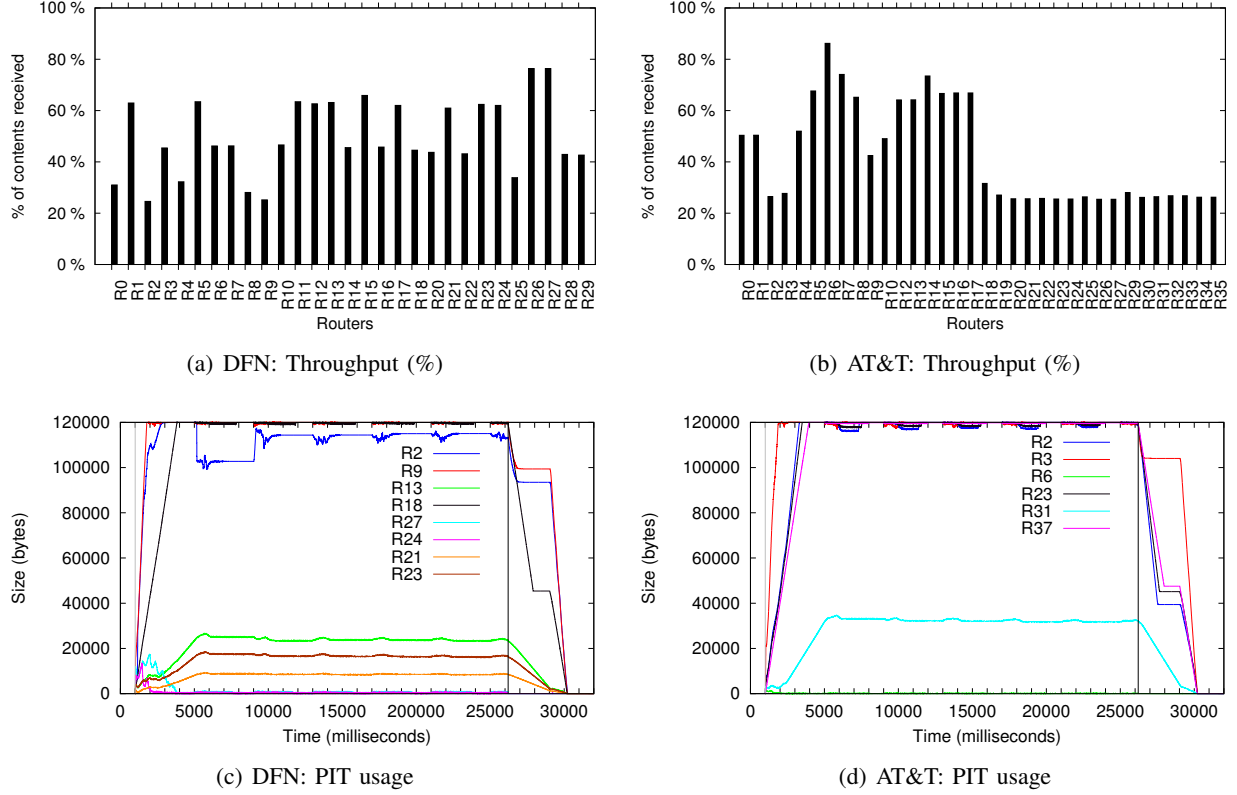 100 %
80 %
60 %
40 %
20 %
0 %
% of contents received
R0 R1 R2 R3 R4 R5 R6 R7 R8 R9 R10 R11 R12 R13 R14 R15 R16 R17 R18 R20 R21 R22 R23 R24 R25 R26 R27 R28 R29
Routers
(a) DFN: Throughput (%)
100 %
80 %
60 %
40 %
20 %
0 %
% of contents received
R0 R1 R2 R3 R4 R5 R6 R7 R8 R9 R10 R12 R13 R14 R15 R16 R17 R18 R19 R20 R21 R22 R23 R24 R25 R26 R27 R29 R30 R31 R32 R33 R34 R35
Routers
(b) AT&T: Throughput (%)
120000
100000
80000
60000
40000
20000
0
Size (bytes)
R2
R9
R13
R18
R27
R24
R21
R23
0 5000 10000 15000 20000 25000 30000
Time (milliseconds)
(c) DFN: PIT usage
120000
100000
80000
60000
40000
20000
0
Size (bytes)
R2
R3
R6
R23
R31
R37
0 5000 10000 15000 20000 25000 30000
Time (milliseconds)
(d) AT&T: PIT usage